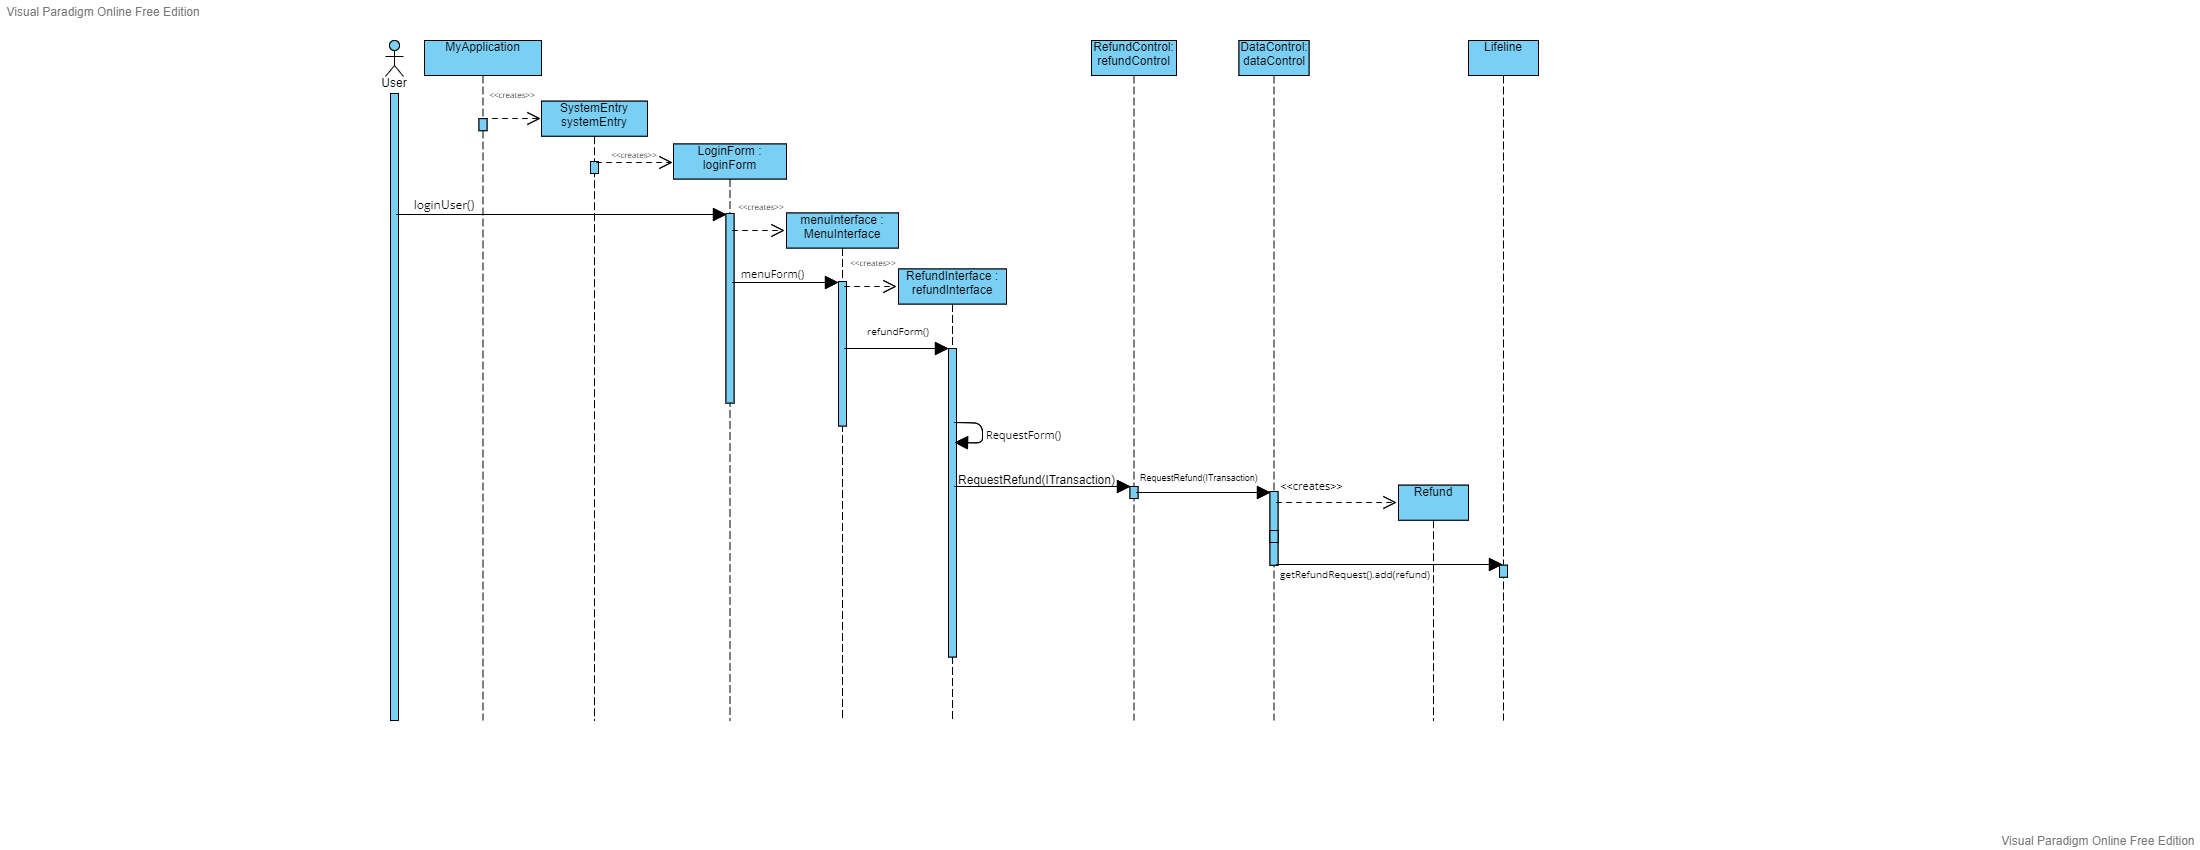 Visual Paradigm Online Free Edition
User
MyApplication
RefundControl:
refundControl
DataControl:
dataControl
Lifeline
<<creates>>
SystemEntry
systemEntry
<<creates>>
LoginForm :
loginForm
loginUser()
<<creates>>
menuInterface :
MenuInterface
<<creates>>
menuForm()
RefundInterface :
refundInterface
refundForm()
RequestForm()
RequestRefund(ITransaction)
RequestRefund(ITransaction)
<<creates>>
Refund
getRefundRequest().add(refund)
Visual Paradigm Online Free Edition